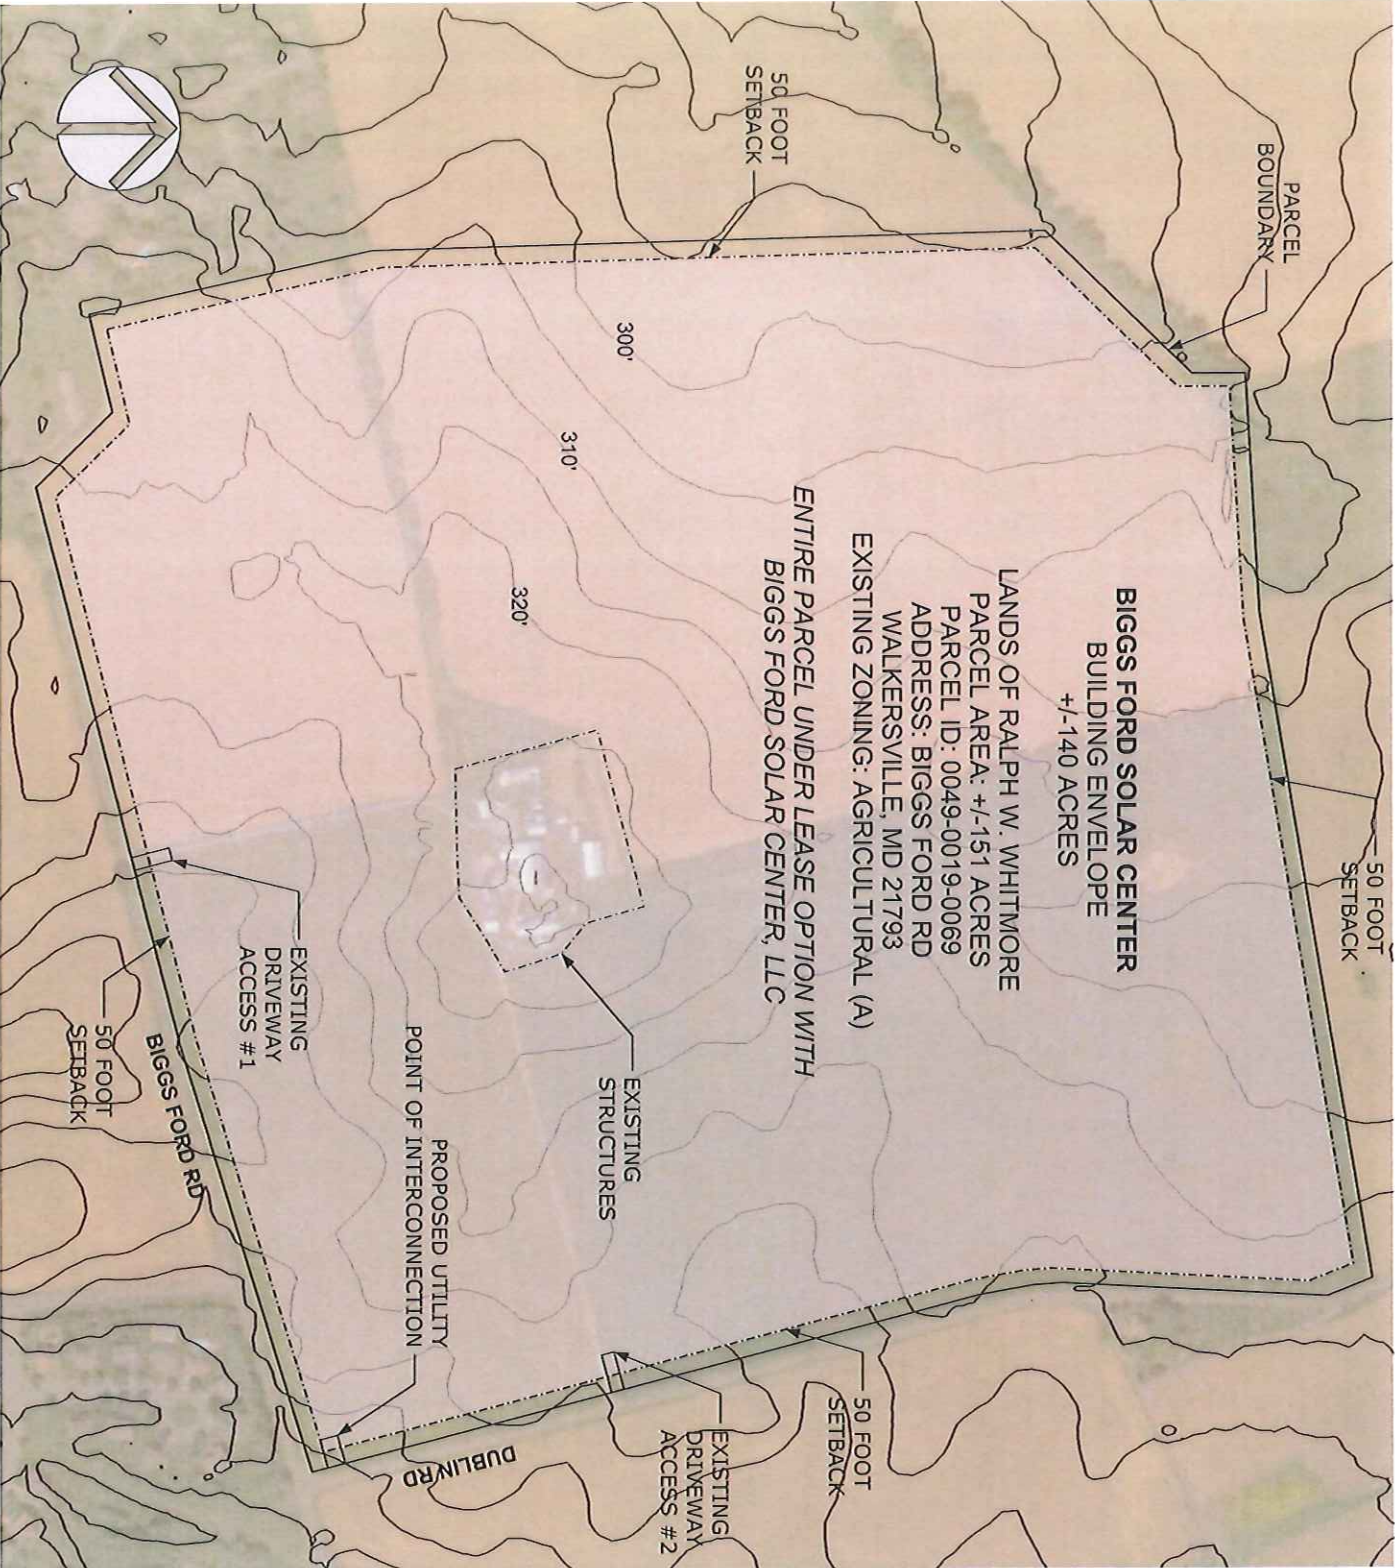 50 FOOT
SETBACK
PARCEL
BOUNDARY
50 FOOT
SETBACK
BIGGS FORD SOLAR CENTER
BUILDING ENVELOPE
+/-140 ACRES
LANDS OF RALPH W. WHITMORE
PARCEL AREA: +/-151 ACRES
PARCEL ID: 0049-0019-0069
ADDRESS: BIGGS FORD RD
WALKERSVILLE, MD 21793
EXISTING ZONING: AGRICULTURAL (A)
ENTIRE PARCEL UNDER LEASE OPTION WITH
BIGGS FORD SOLAR CENTER, LLC
300'
310'
320'
EXISTING
STRUCTURES
EXISTING
DRIVEWAY
ACCESS #1
50 FOOT
SETBACK
BIGGS FORD RD
PROPOSED UTILITY
POINT OF INTERCONNECTION
50 FOOT
SETBACK
EXISTING
DRIVEWAY
ACCESS #2
DUBLIN RD